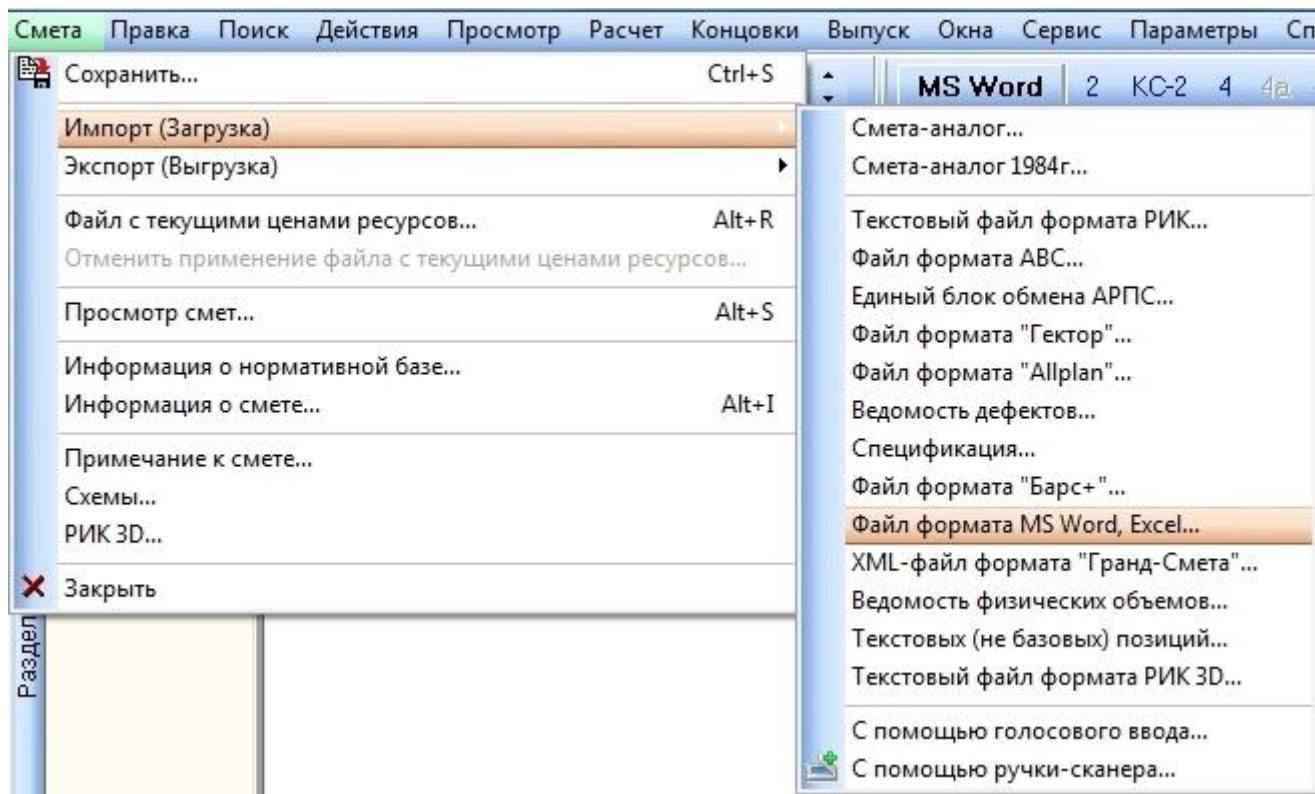 Смета Правка Поиск Действия Просмотр Расчет Концовки Выпуск Окна Сервис Параметры Сп
Сохранить... Ctrl+S
MS Word 2 КС-2 4 4а
Импорт (Загрузка)
Экспорт (Выгрузка)
Файл с текущими ценами ресурсов... Alt+R
Отменить применение файла с текущими ценами ресурсов...
Просмотр смет... Alt+S
Информация о нормативной базе...
Информация о смете... Alt+I
Примечание к смете...
Схемы...
РИК 3D...
Закрыть
Смета-аналог...
Смета-аналог 1984г...
Текстовый файл формата РИК...
Файл формата АВС...
Единый блок обмена АРПС...
Файл формата "Гектор"...
Файл формата "Allplan"...
Ведомость дефектов...
Спецификация...
Файл формата "Барс+"...
Файл формата MS Word, Excel...
XML-файл формата "Гранд-Смета"...
Ведомость физических объемов...
Текстовых (не базовых) позиций...
Текстовый файл формата РИК 3D...
С помощью голосового ввода...
С помощью ручки-сканера...
Раздел